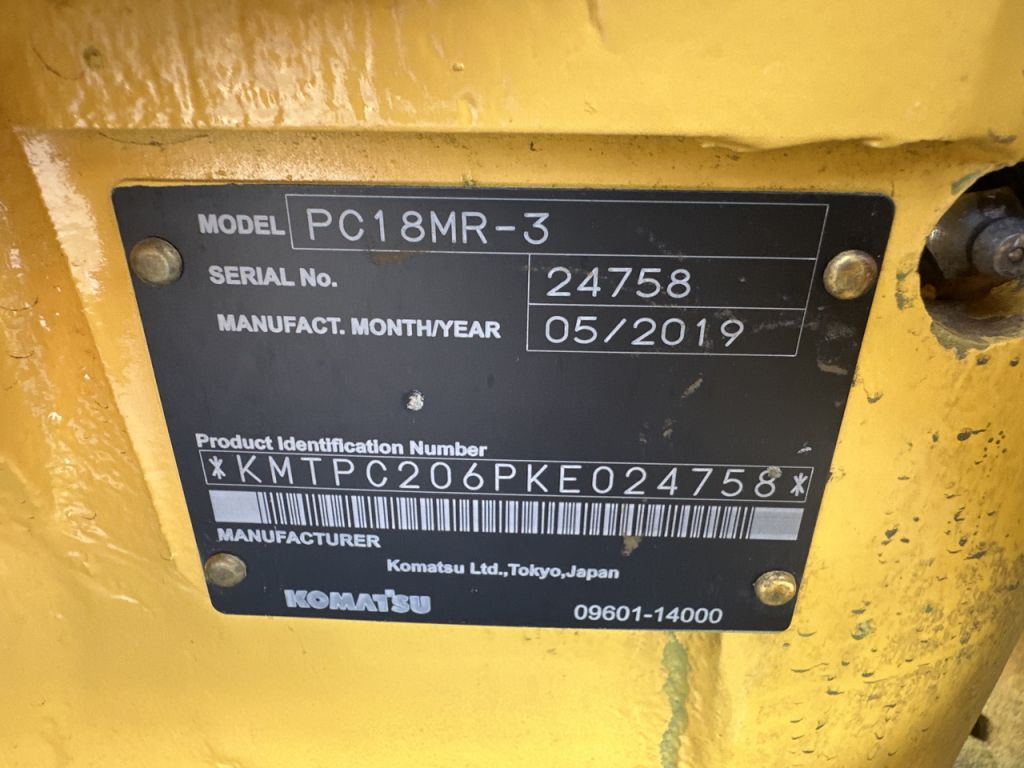 MODEL PC18MR-3
SERIAL No. 24758
MANUFACT. MONTH/YEAR 05/2019
Product Identification Number
*KMTPC206PKE024758*
MANUFACTURER
Komatsu Ltd.,Tokyo,Japan
KOMATSU 09601-14000